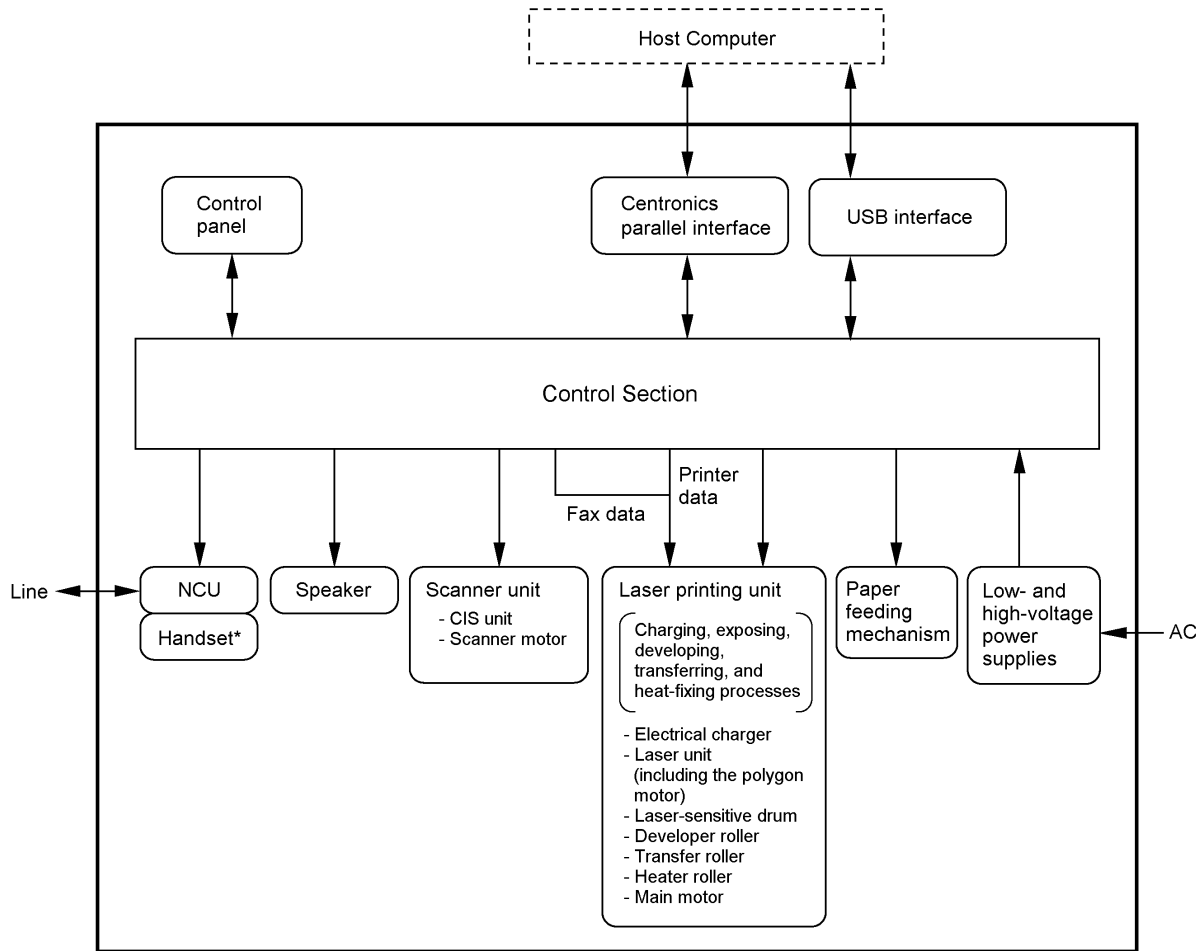 Host Computer
Control
panel
Centronics
parallel interface
USB interface
Control Section
Printer
data
Fax data
Line
NCU
Handset*
Speaker
Scanner unit
- CIS unit
- Scanner motor
Laser printing unit
Charging, exposing,
developing,
transferring, and
heat-fixing processes
- Electrical charger
- Laser unit
(including the polygon
motor)
- Laser-sensitive drum
- Developer roller
- Transfer roller
- Heater roller
- Main motor
Paper
feeding
mechanism
Low- and
high-voltage
power
supplies
AC